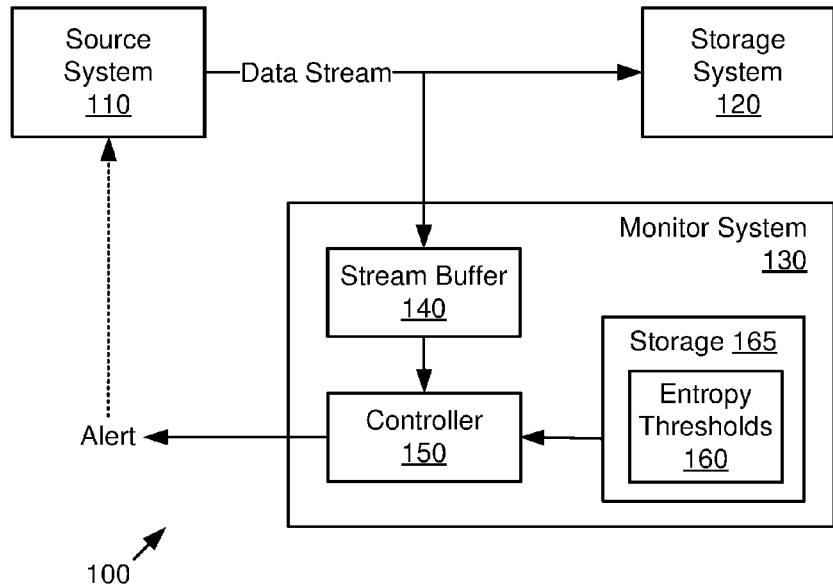 Source
System
110
Data Stream
Storage
System
120
Monitor System
130
Stream Buffer
140
Storage 165
Entropy
Thresholds
160
Controller
150
Alert
100